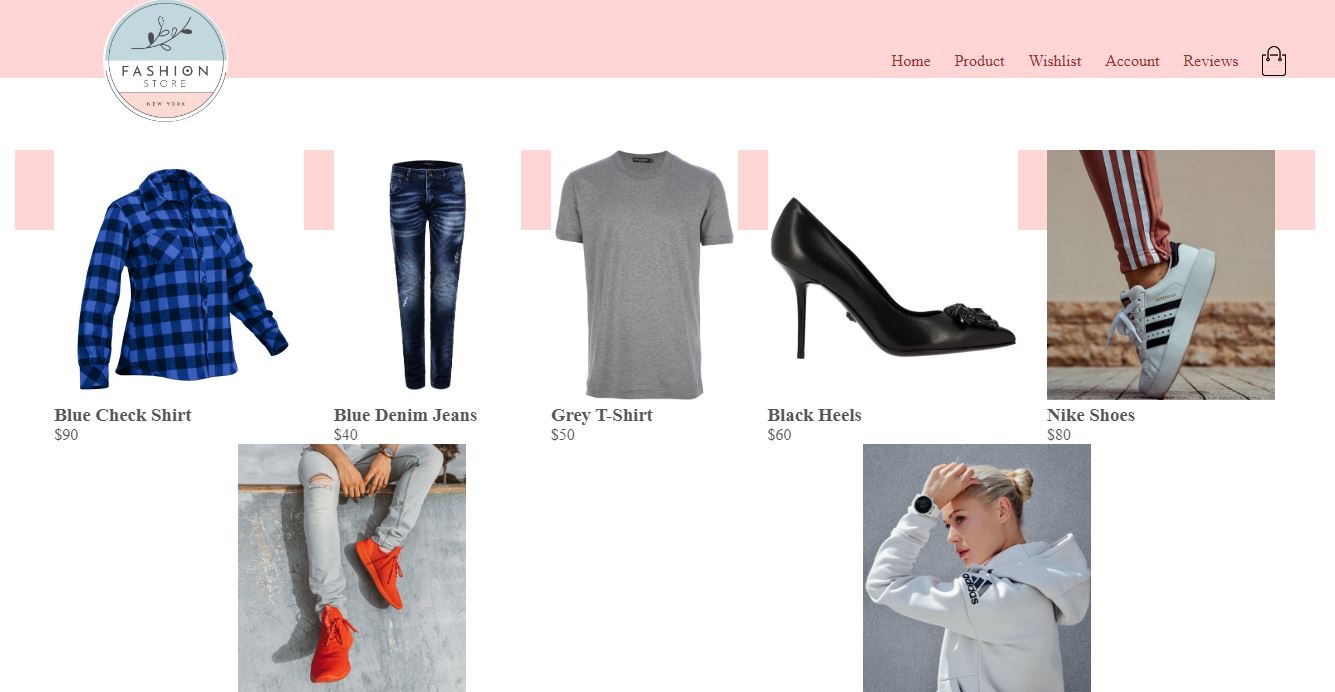 FASHION
STORE
NEW YORK
Home Product Wishlist Account Reviews
Blue Check Shirt
$90
Blue Denim Jeans
$40
Grey T-Shirt
$50
Black Heels
$60
Nike Shoes
$80
adidas